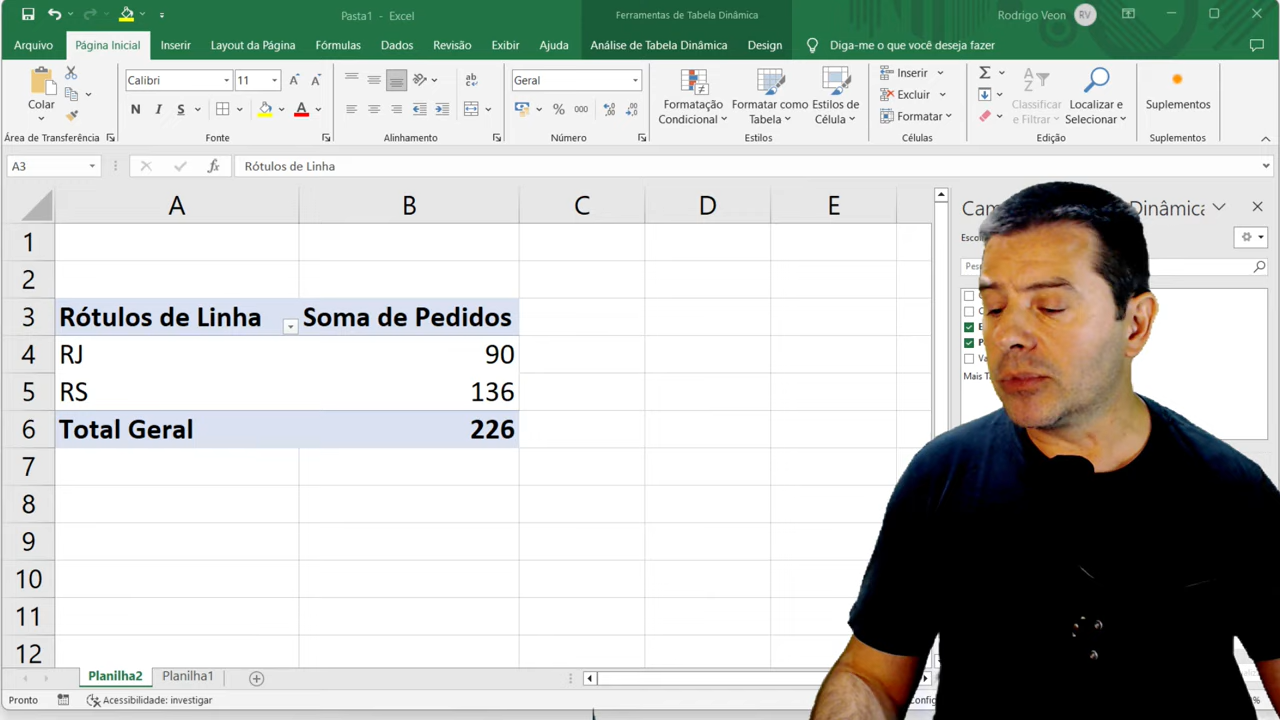 Pasta1 - Excel
Ferramentas de Tabela Dinâmica
Rodrigo Veon
RV
Arquivo
Página Inicial
Inserir
Layout da Página
Fórmulas
Dados
Revisão
Exibir
Ajuda
Análise de Tabela Dinâmica
Design
Diga-me o que você deseja fazer
Colar
Calibri
11
N I S
Geral
% 000
Formatação
Condicional
Formatar como
Tabela
Estilos de
Célula
Inserir
Excluir
Formatar
Classificar
e Filtrar
Localizar e
Selecionar
Suplementos
Área de Transferência
Fonte
Alinhamento
Número
Estilos
Células
Edição
Suplementos
A3
fx
Rótulos de Linha
A B C D E
Dinâmica
1
2
3 Rótulos de Linha Soma de Pedidos
4 RJ 90
5 RS 136
6 Total Geral 226
7
8
9
10
11
12
Mais
Planilha2
Planilha1
Pronto
Acessibilidade: investigar
%